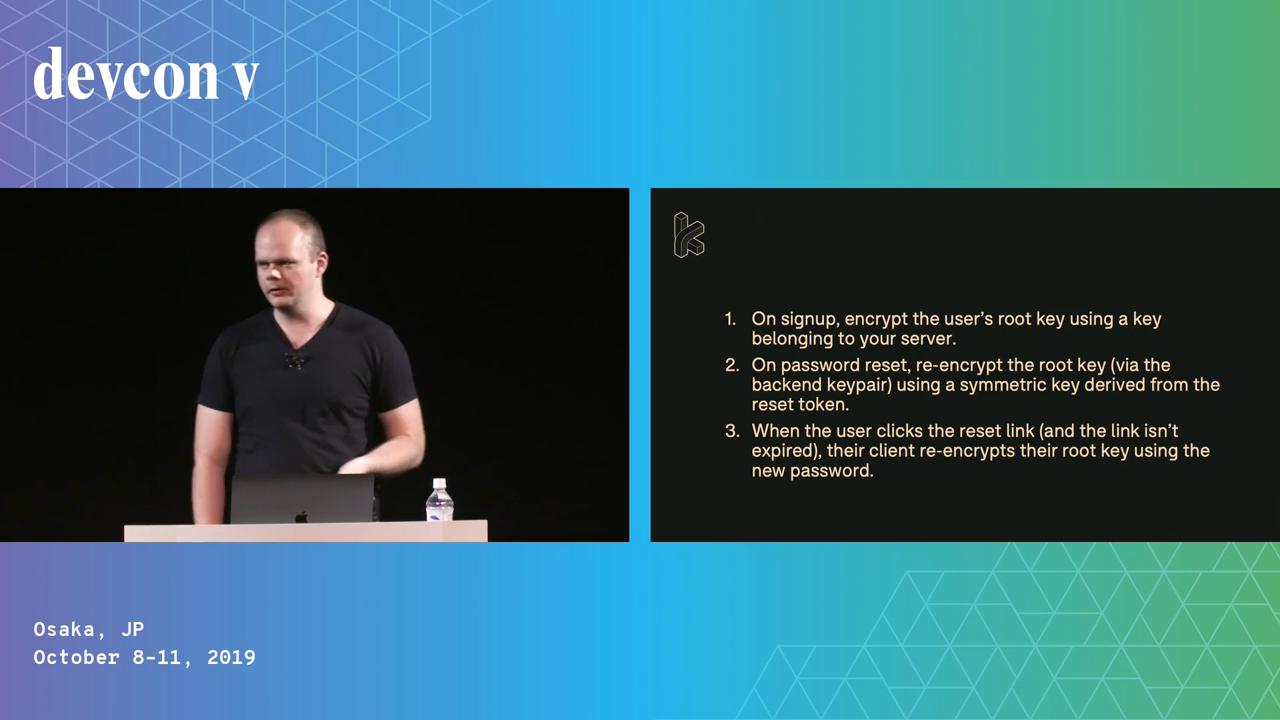 devcon v
1. On signup, encrypt the user’s root key using a key
belonging to your server.
2. On password reset, re-encrypt the root key (via the
backend keypair) using a symmetric key derived from the
reset token.
3. When the user clicks the reset link (and the link isn’t
expired), their client re-encrypts their root key using the
new password.
Osaka, JP
October 8-11, 2019